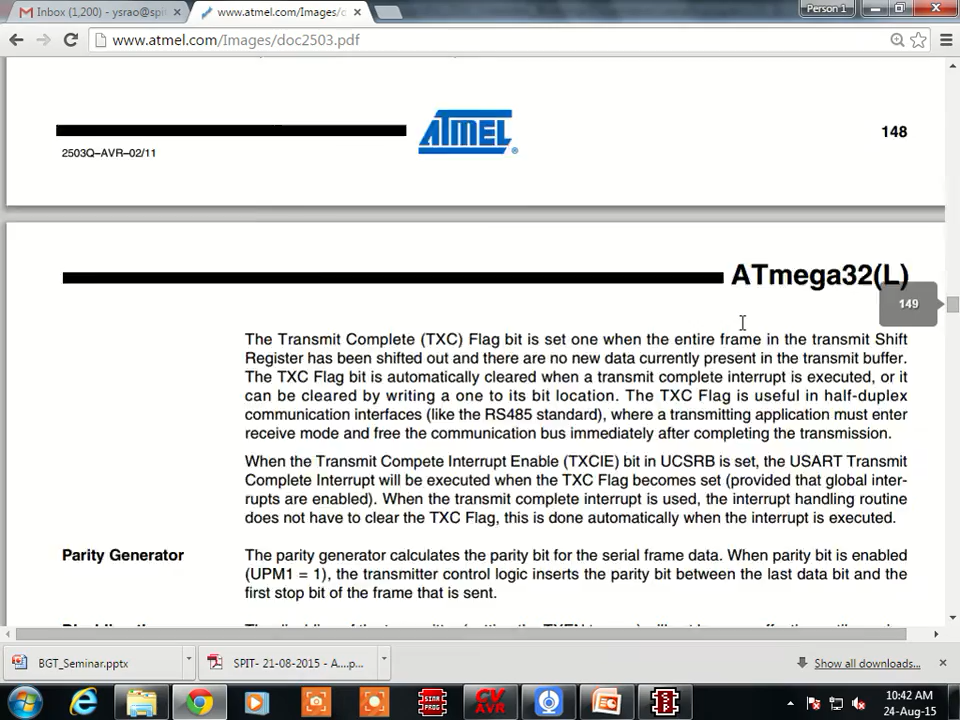 Inbox (1,200) - ysrao@spit
www.atmel.com/Images/do
Person 1
www.atmel.com/Images/doc2503.pdf
ATMEL
148
2503Q–AVR–02/11
ATmega32(L)
149
The Transmit Complete (TXC) Flag bit is set one when the entire frame in the transmit Shift
Register has been shifted out and there are no new data currently present in the transmit buffer.
The TXC Flag bit is automatically cleared when a transmit complete interrupt is executed, or it
can be cleared by writing a one to its bit location. The TXC Flag is useful in half-duplex
communication interfaces (like the RS485 standard), where a transmitting application must enter
receive mode and free the communication bus immediately after completing the transmission.
When the Transmit Compete Interrupt Enable (TXCIE) bit in UCSRB is set, the USART Transmit
Complete Interrupt will be executed when the TXC Flag becomes set (provided that global inter-
rupts are enabled). When the transmit complete interrupt is used, the interrupt handling routine
does not have to clear the TXC Flag, this is done automatically when the interrupt is executed.
Parity Generator
The parity generator calculates the parity bit for the serial frame data. When parity bit is enabled
(UPM1 = 1), the transmitter control logic inserts the parity bit between the last data bit and the
first stop bit of the frame that is sent.
BGT_Seminar.pptx
SPIT- 21-08-2015 - A....p...
Show all downloads...
SINA
PROG
CV
AVR
10:42 AM
24-Aug-15